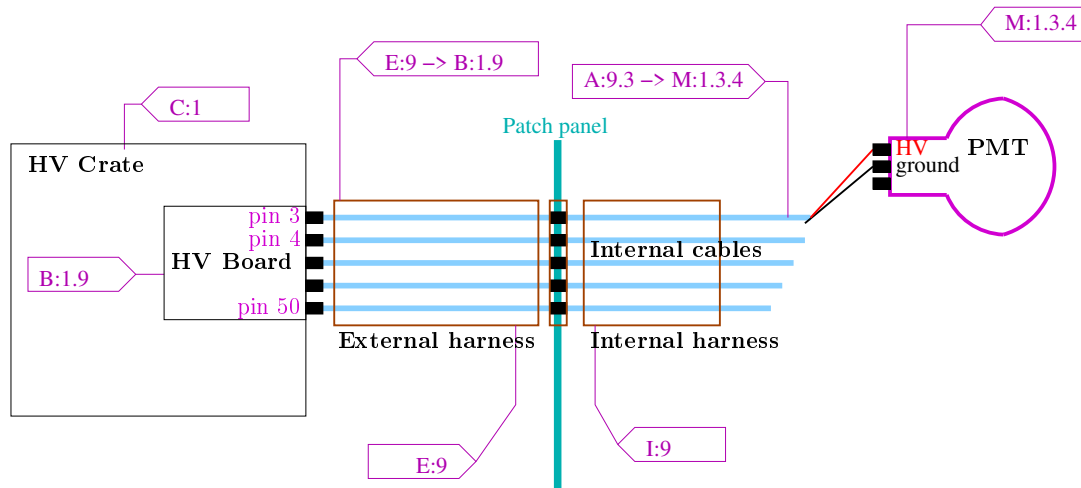 M:1.3.4
E:9 −> B:1.9
A:9.3 −> M:1.3.4
C:1
Patch panel
HV Crate
HV
PMT
ground
pin 3
pin 4
Internal cables
HV Board
B:1.9
pin 50
External harness
Internal harness
E:9
I:9